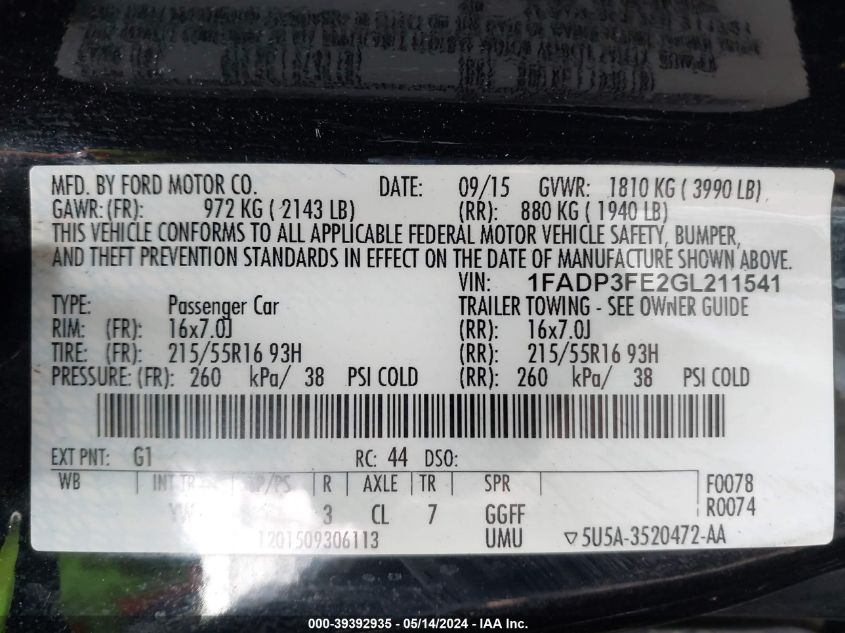 MFD. BY FORD MOTOR CO. DATE: 09/15 GVWR: 1810 KG ( 3990 LB)
GAWR: (FR): 972 KG ( 2143 LB) (RR): 880 KG ( 1940 LB)
THIS VEHICLE CONFORMS TO ALL APPLICABLE FEDERAL MOTOR VEHICLE SAFETY, BUMPER,
AND THEFT PREVENTION STANDARDS IN EFFECT ON THE DATE OF MANUFACTURE SHOWN ABOVE.
VIN: 1FADP3FE2GL211541
TYPE: Passenger Car TRAILER TOWING - SEE OWNER GUIDE
RIM: (FR): 16x7.0J (RR): 16x7.0J
TIRE: (FR): 215/55R16 93H (RR): 215/55R16 93H
PRESSURE: (FR): 260 kPa/ 38 PSI COLD (RR): 260 kPa/ 38 PSI COLD
EXT PNT: G1 RC: 44 DSO:
WB INT TR TP/PS R AXLE TR SPR F0078
3 CL 7 GGFF R0074
1201509306113 UMU ▽5U5A-3520472-AA
000-39392935 - 05/14/2024 - IAA Inc.